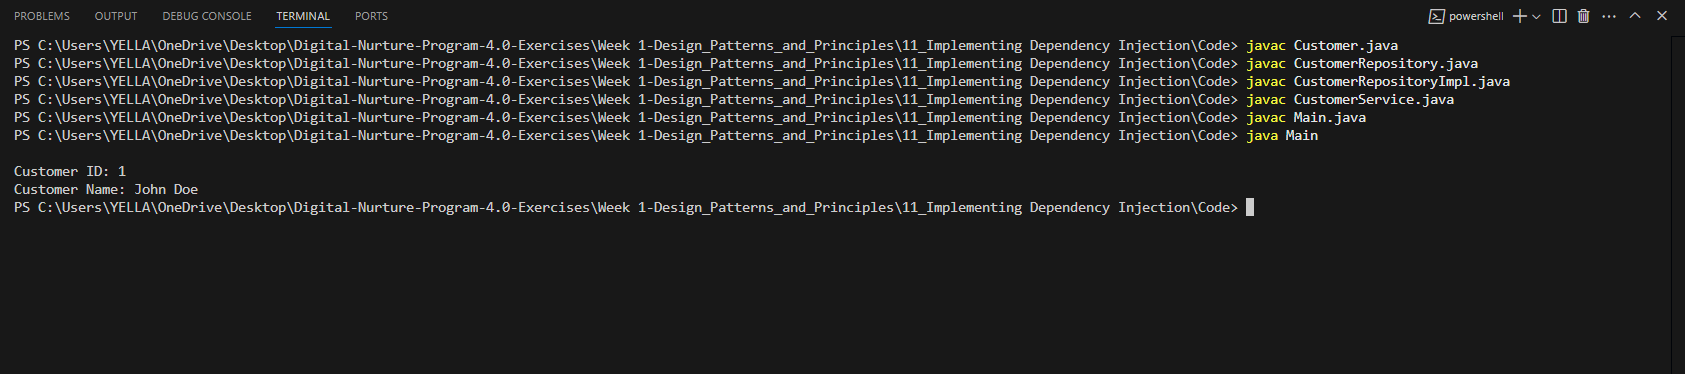 PROBLEMS OUTPUT DEBUG CONSOLE TERMINAL PORTS powershell
PS C:\Users\YELLA\OneDrive\Desktop\Digital-Nurture-Program-4.0-Exercises\Week 1-Design_Patterns_and_Principles\11_Implementing Dependency Injection\Code> javac Customer.java
PS C:\Users\YELLA\OneDrive\Desktop\Digital-Nurture-Program-4.0-Exercises\Week 1-Design_Patterns_and_Principles\11_Implementing Dependency Injection\Code> javac CustomerRepository.java
PS C:\Users\YELLA\OneDrive\Desktop\Digital-Nurture-Program-4.0-Exercises\Week 1-Design_Patterns_and_Principles\11_Implementing Dependency Injection\Code> javac CustomerRepositoryImpl.java
PS C:\Users\YELLA\OneDrive\Desktop\Digital-Nurture-Program-4.0-Exercises\Week 1-Design_Patterns_and_Principles\11_Implementing Dependency Injection\Code> javac CustomerService.java
PS C:\Users\YELLA\OneDrive\Desktop\Digital-Nurture-Program-4.0-Exercises\Week 1-Design_Patterns_and_Principles\11_Implementing Dependency Injection\Code> javac Main.java
PS C:\Users\YELLA\OneDrive\Desktop\Digital-Nurture-Program-4.0-Exercises\Week 1-Design_Patterns_and_Principles\11_Implementing Dependency Injection\Code> java Main
Customer ID: 1
Customer Name: John Doe
PS C:\Users\YELLA\OneDrive\Desktop\Digital-Nurture-Program-4.0-Exercises\Week 1-Design_Patterns_and_Principles\11_Implementing Dependency Injection\Code>